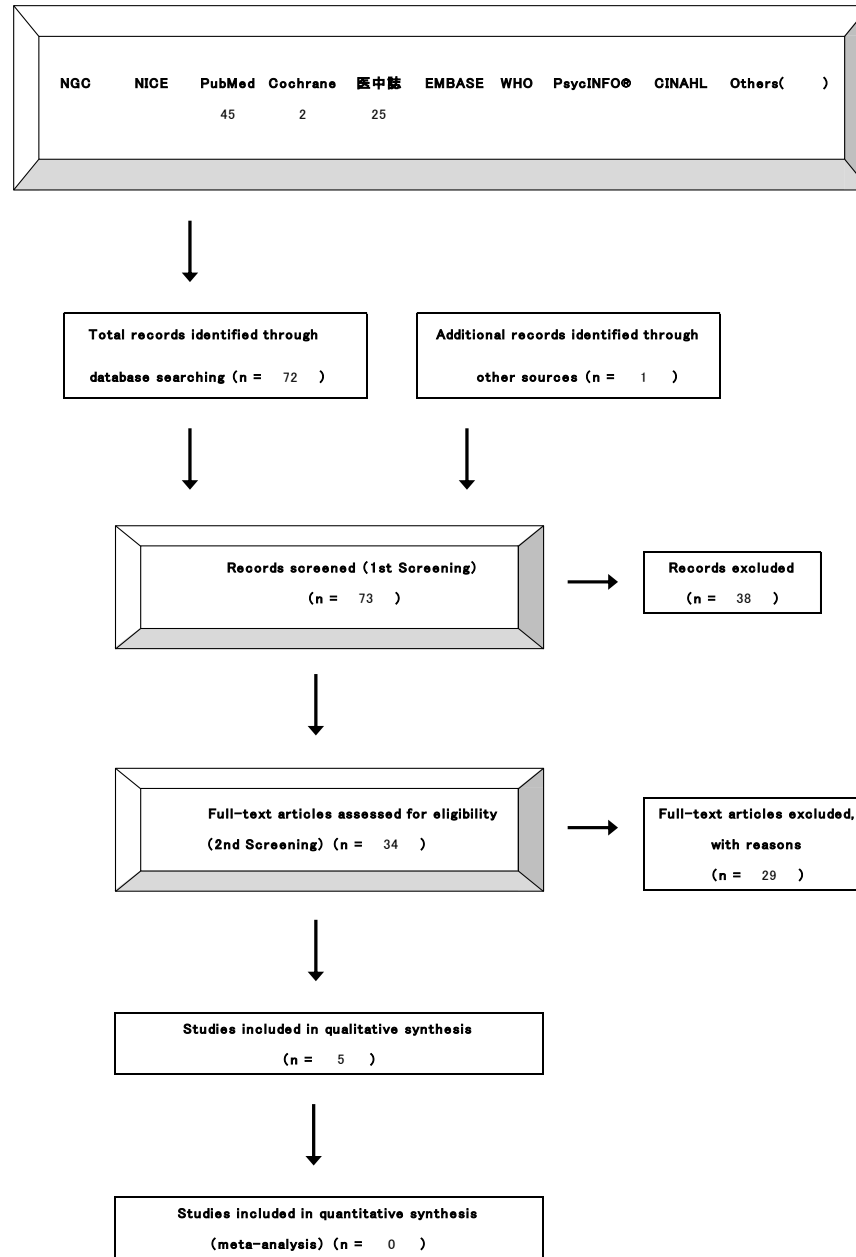 NGC NICE PubMed Cochrane 医中誌 EMBASE WHO PsycINFO® CINAHL Others( )
45 2 25
Total records identified through
database searching (n = 72 )
Additional records identified through
other sources (n = 1 )
Records screened (1st Screening)
(n = 73 )
Records excluded
(n = 38 )
Full-text articles assessed for eligibility
(2nd Screening) (n = 34 )
Full-text articles excluded,
with reasons
(n = 29 )
Studies included in qualitative synthesis
(n = 5 )
Studies included in quantitative synthesis
(meta-analysis) (n = 0 )